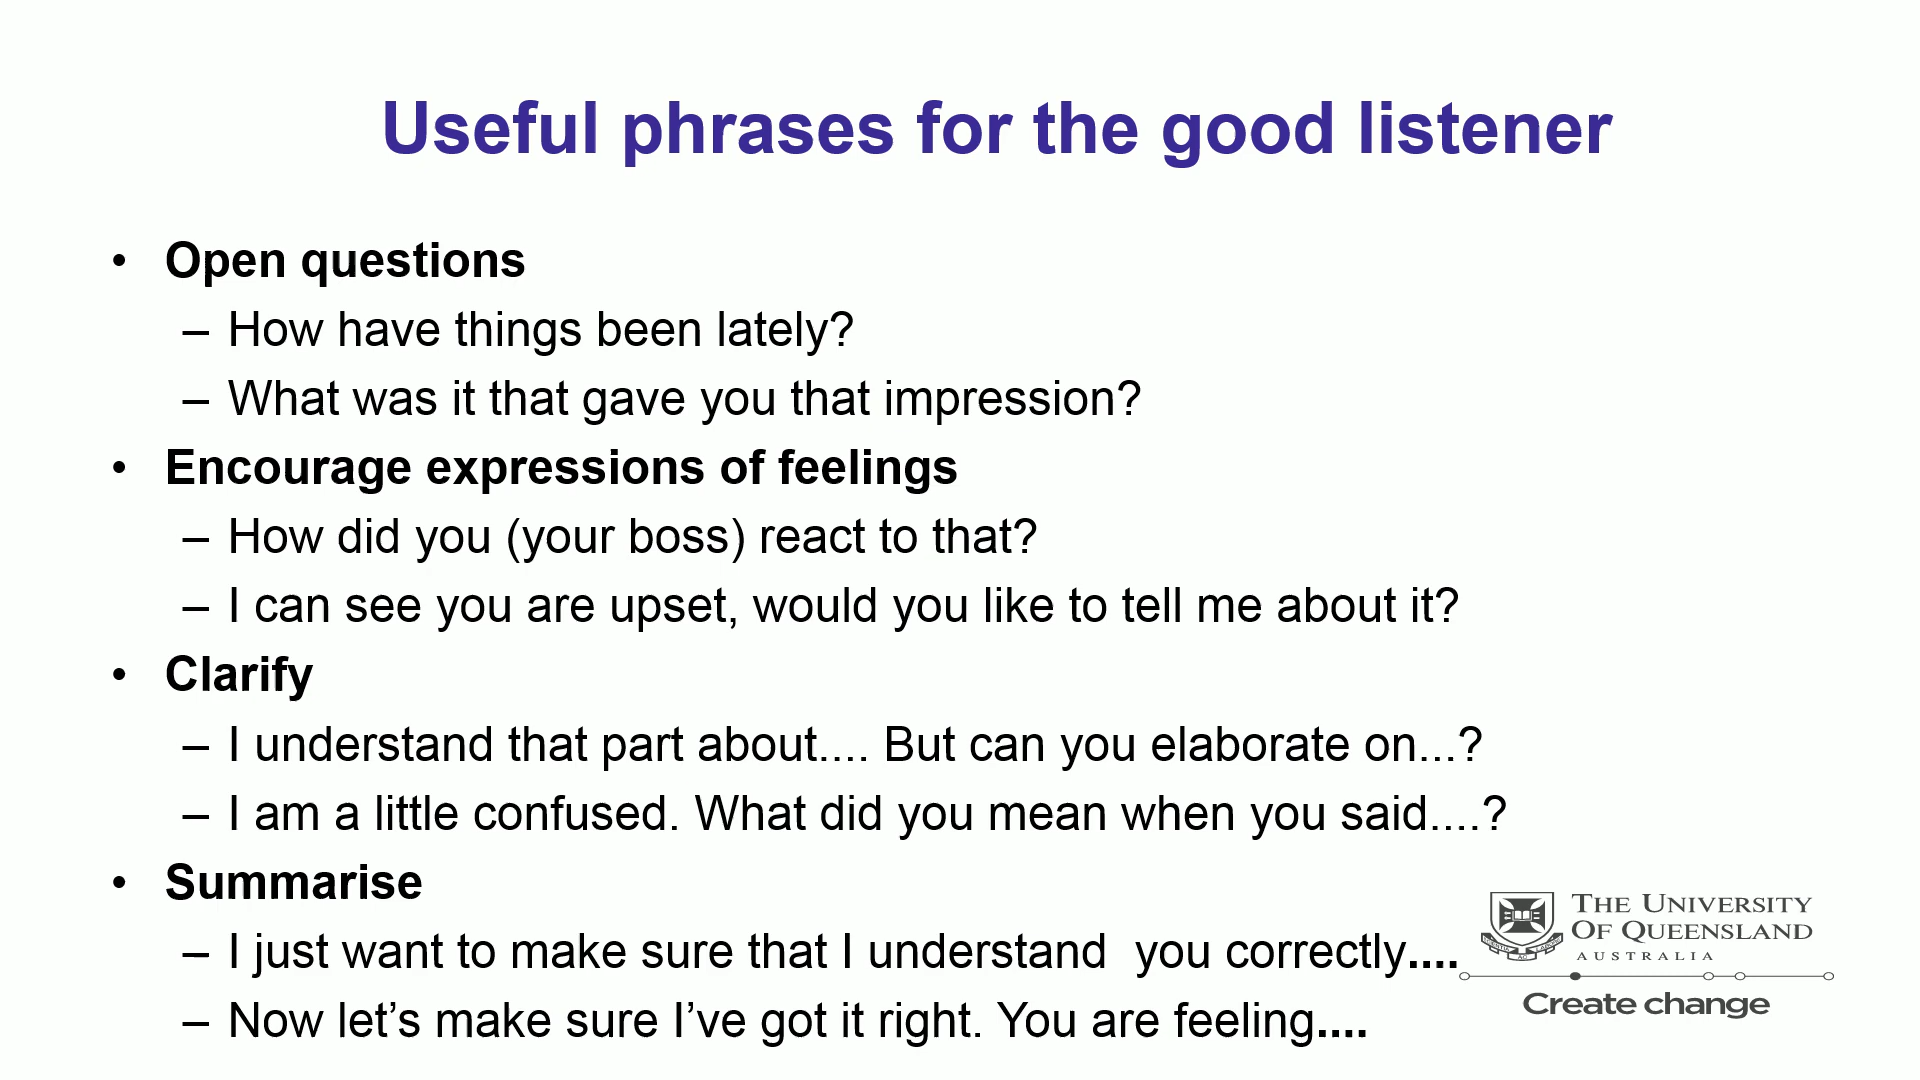 Useful phrases for the good listener
• Open questions
– How have things been lately?
– What was it that gave you that impression?
• Encourage expressions of feelings
– How did you (your boss) react to that?
– I can see you are upset, would you like to tell me about it?
• Clarify
– I understand that part about.... But can you elaborate on...?
– I am a little confused. What did you mean when you said....?
• Summarise
– I just want to make sure that I understand  you correctly....
– Now let’s make sure I’ve got it right. You are feeling....
THE UNIVERSITY
OF QUEENSLAND
AUSTRALIA
Create change